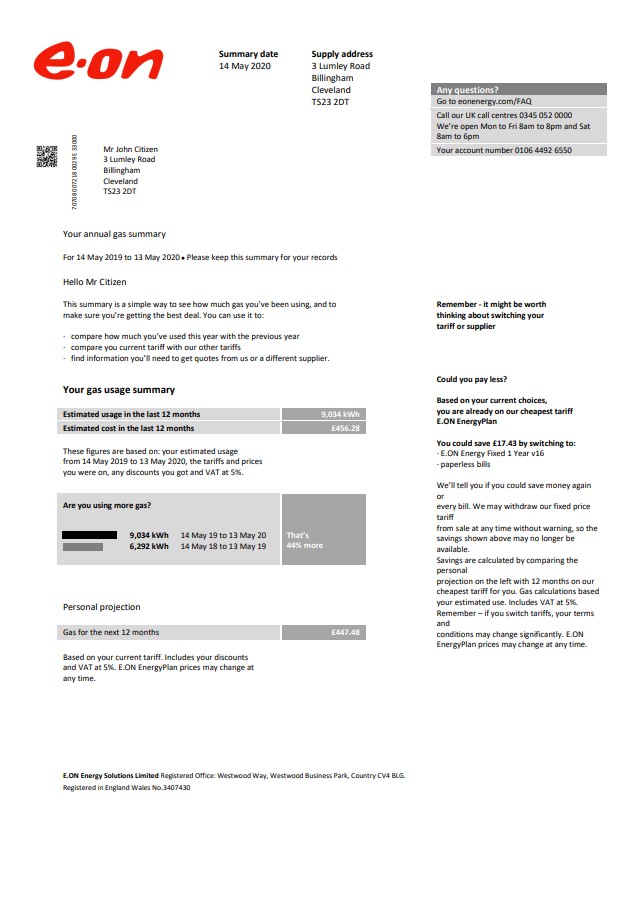 e·on
Summary date
14 May 2020
Supply address
3 Lumley Road
Billingham
Cleveland
TS23 2DT
Any questions?
Go to eonenergy.com/FAQ
Call our UK call centres 0345 052 0000
We're open Mon to Fri 8am to 8pm and Sat
8am to 6pm
Your account number 0106 4492 6550
Mr John Citizen
3 Lumley Road
Billingham
Cleveland
TS23 2DT
Your annual gas summary
For 14 May 2019 to 13 May 2020 • Please keep this summary for your records
Hello Mr Citizen
This summary is a simple way to see how much gas you've been using, and to
make sure you're getting the best deal. You can use it to:
· compare how much you've used this year with the previous year
· compare you current tariff with our other tariffs
· find information you'll need to get quotes from us or a different supplier.
Your gas usage summary
Estimated usage in the last 12 months 9,034 kWh
Estimated cost in the last 12 months £456.28
These figures are based on: your estimated usage
from 14 May 2019 to 13 May 2020, the tariffs and prices
you were on, any discounts you got and VAT at 5%.
Are you using more gas?
9,034 kWh 14 May 19 to 13 May 20
6,292 kWh 14 May 18 to 13 May 19
That's
44% more
Personal projection
Gas for the next 12 months £447.48
Based on your current tariff. Includes your discounts
and VAT at 5%. E.ON EnergyPlan prices may change at
any time.
Remember - it might be worth
thinking about switching your
tariff or supplier
Could you pay less?
Based on your current choices,
you are already on our cheapest tariff
E.ON EnergyPlan
You could save £17.43 by switching to:
- E.ON Energy Fixed 1 Year v16
- paperless bills
We'll tell you if you could save money again
or
every bill. We may withdraw our fixed price
tariff
from sale at any time without warning, so the
savings shown above may no longer be
available.
Savings are calculated by comparing the
personal
projection on the left with 12 months on our
cheapest tariff for you. Gas calculations based
your estimated use. Includes VAT at 5%.
Remember – if you switch tariffs, your terms
and
conditions may change significantly. E.ON
EnergyPlan prices may change at any time.
E.ON Energy Solutions Limited Registered Office: Westwood Way, Westwood Business Park, Country CV4 8LG.
Registered in England Wales No.3407430